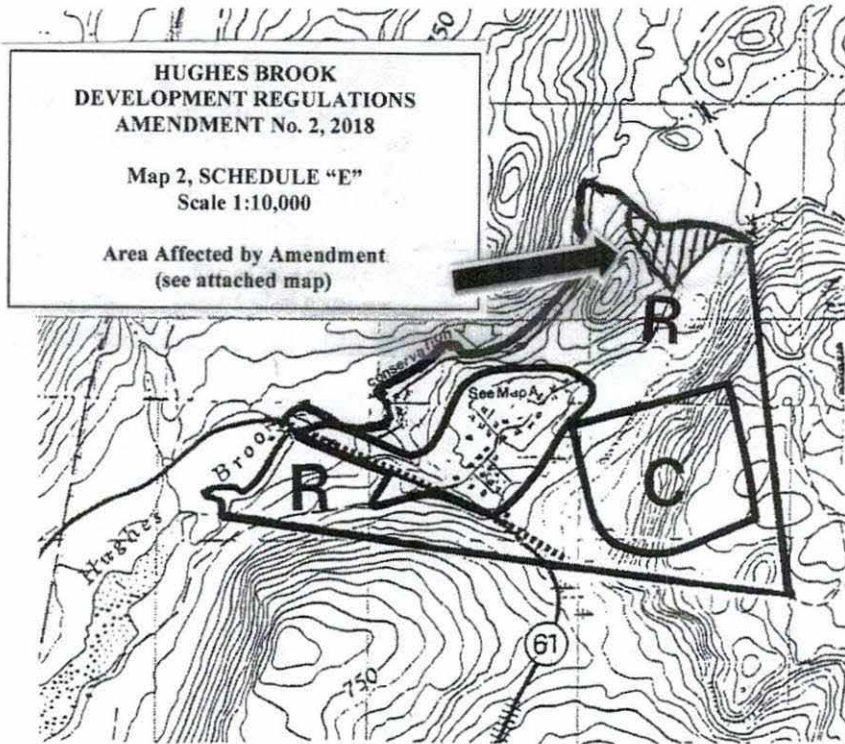 750
HUGHES BROOK
DEVELOPMENT REGULATIONS
AMENDMENT No. 2, 2018
Map 2, SCHEDULE “E”
Scale 1:10,000
Area Affected by Amendment
(see attached map)
R
conservation
See Map A
Hughes Brook
R
C
61
750